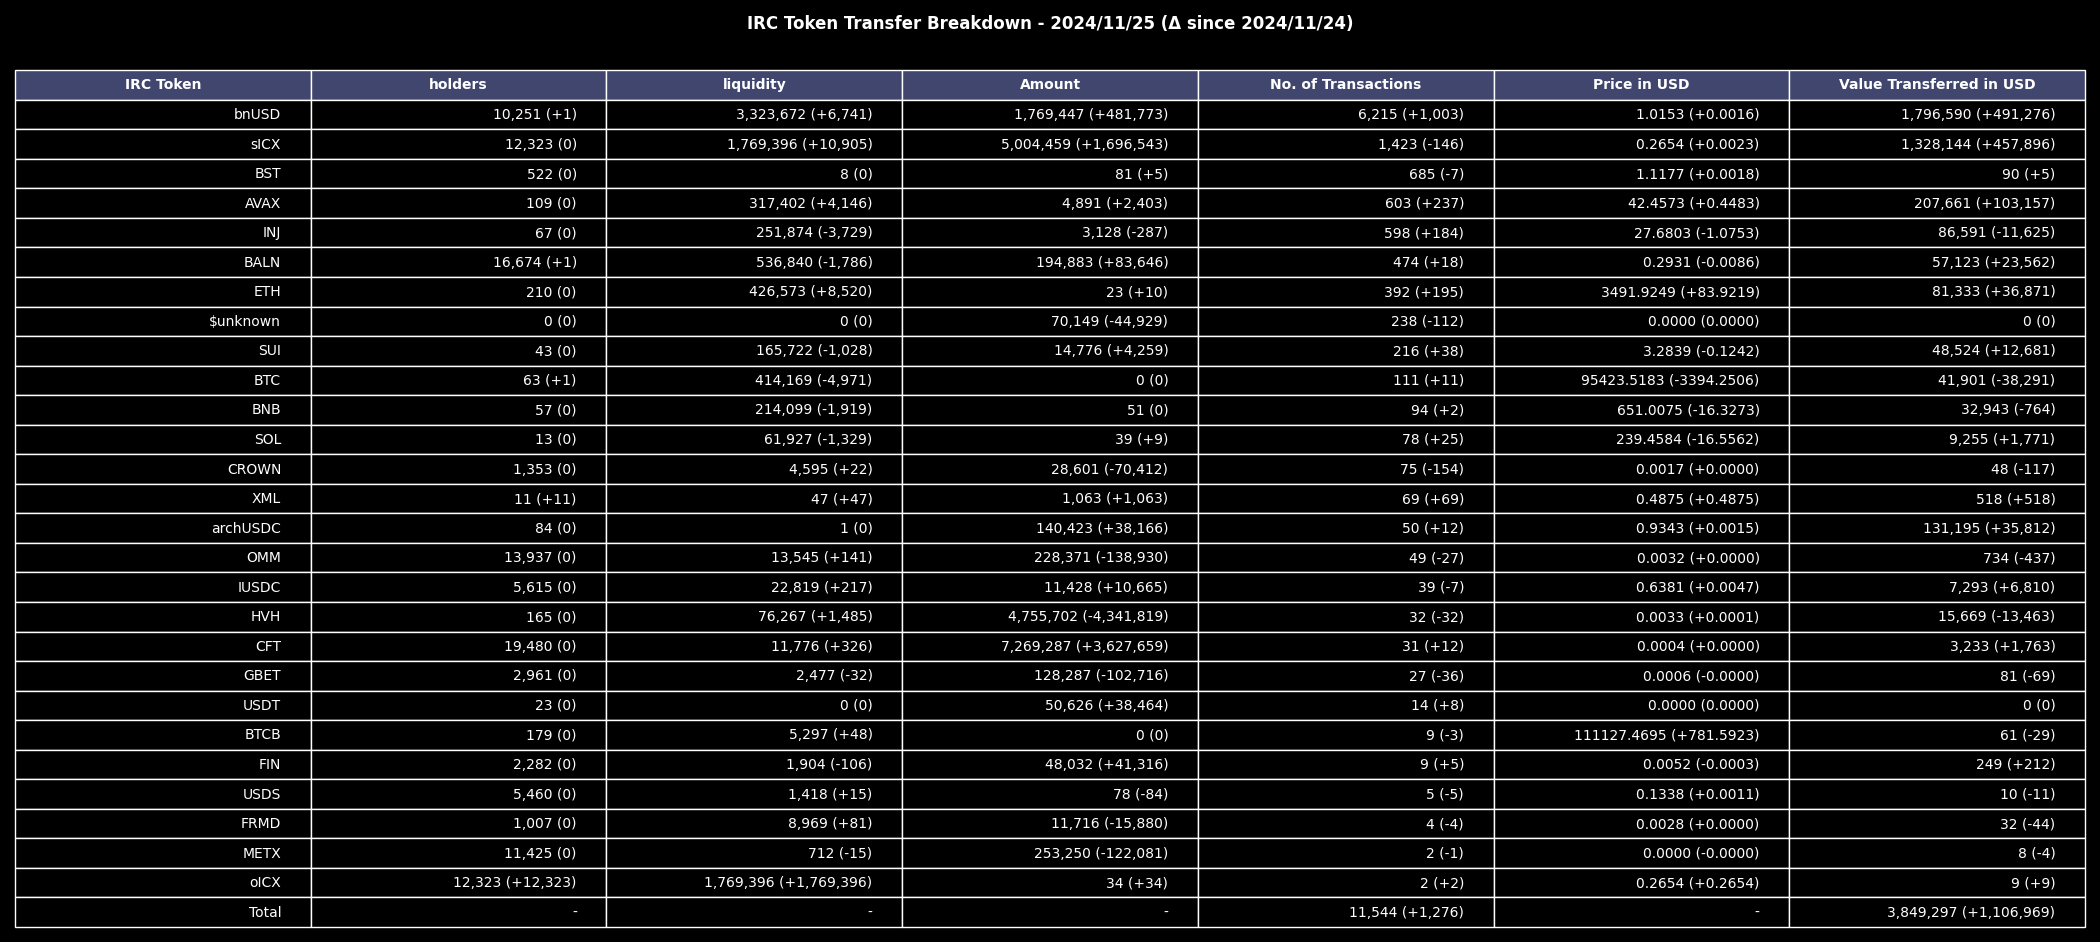 IRC Token Transfer Breakdown - 2024/11/25 (Δ since 2024/11/24)
IRC Token holders liquidity Amount No. of Transactions Price in USD Value Transferred in USD
bnUSD 10,251 (+1) 3,323,672 (+6,741) 1,769,447 (+481,773) 6,215 (+1,003) 1.0153 (+0.0016) 1,796,590 (+491,276)
sICX 12,323 (0) 1,769,396 (+10,905) 5,004,459 (+1,696,543) 1,423 (-146) 0.2654 (+0.0023) 1,328,144 (+457,896)
BST 522 (0) 8 (0) 81 (+5) 685 (-7) 1.1177 (+0.0018) 90 (+5)
AVAX 109 (0) 317,402 (+4,146) 4,891 (+2,403) 603 (+237) 42.4573 (+0.4483) 207,661 (+103,157)
INJ 67 (0) 251,874 (-3,729) 3,128 (-287) 598 (+184) 27.6803 (-1.0753) 86,591 (-11,625)
BALN 16,674 (+1) 536,840 (-1,786) 194,883 (+83,646) 474 (+18) 0.2931 (-0.0086) 57,123 (+23,562)
ETH 210 (0) 426,573 (+8,520) 23 (+10) 392 (+195) 3491.9249 (+83.9219) 81,333 (+36,871)
$unknown 0 (0) 0 (0) 70,149 (-44,929) 238 (-112) 0.0000 (0.0000) 0 (0)
SUI 43 (0) 165,722 (-1,028) 14,776 (+4,259) 216 (+38) 3.2839 (-0.1242) 48,524 (+12,681)
BTC 63 (+1) 414,169 (-4,971) 0 (0) 111 (+11) 95423.5183 (-3394.2506) 41,901 (-38,291)
BNB 57 (0) 214,099 (-1,919) 51 (0) 94 (+2) 651.0075 (-16.3273) 32,943 (-764)
SOL 13 (0) 61,927 (-1,329) 39 (+9) 78 (+25) 239.4584 (-16.5562) 9,255 (+1,771)
CROWN 1,353 (0) 4,595 (+22) 28,601 (-70,412) 75 (-154) 0.0017 (+0.0000) 48 (-117)
XML 11 (+11) 47 (+47) 1,063 (+1,063) 69 (+69) 0.4875 (+0.4875) 518 (+518)
archUSDC 84 (0) 1 (0) 140,423 (+38,166) 50 (+12) 0.9343 (+0.0015) 131,195 (+35,812)
OMM 13,937 (0) 13,545 (+141) 228,371 (-138,930) 49 (-27) 0.0032 (+0.0000) 734 (-437)
IUSDC 5,615 (0) 22,819 (+217) 11,428 (+10,665) 39 (-7) 0.6381 (+0.0047) 7,293 (+6,810)
HVH 165 (0) 76,267 (+1,485) 4,755,702 (-4,341,819) 32 (-32) 0.0033 (+0.0001) 15,669 (-13,463)
CFT 19,480 (0) 11,776 (+326) 7,269,287 (+3,627,659) 31 (+12) 0.0004 (+0.0000) 3,233 (+1,763)
GBET 2,961 (0) 2,477 (-32) 128,287 (-102,716) 27 (-36) 0.0006 (-0.0000) 81 (-69)
USDT 23 (0) 0 (0) 50,626 (+38,464) 14 (+8) 0.0000 (0.0000) 0 (0)
BTCB 179 (0) 5,297 (+48) 0 (0) 9 (-3) 111127.4695 (+781.5923) 61 (-29)
FIN 2,282 (0) 1,904 (-106) 48,032 (+41,316) 9 (+5) 0.0052 (-0.0003) 249 (+212)
USDS 5,460 (0) 1,418 (+15) 78 (-84) 5 (-5) 0.1338 (+0.0011) 10 (-11)
FRMD 1,007 (0) 8,969 (+81) 11,716 (-15,880) 4 (-4) 0.0028 (+0.0000) 32 (-44)
METX 11,425 (0) 712 (-15) 253,250 (-122,081) 2 (-1) 0.0000 (-0.0000) 8 (-4)
oICX 12,323 (+12,323) 1,769,396 (+1,769,396) 34 (+34) 2 (+2) 0.2654 (+0.2654) 9 (+9)
Total - - - 11,544 (+1,276) - 3,849,297 (+1,106,969)